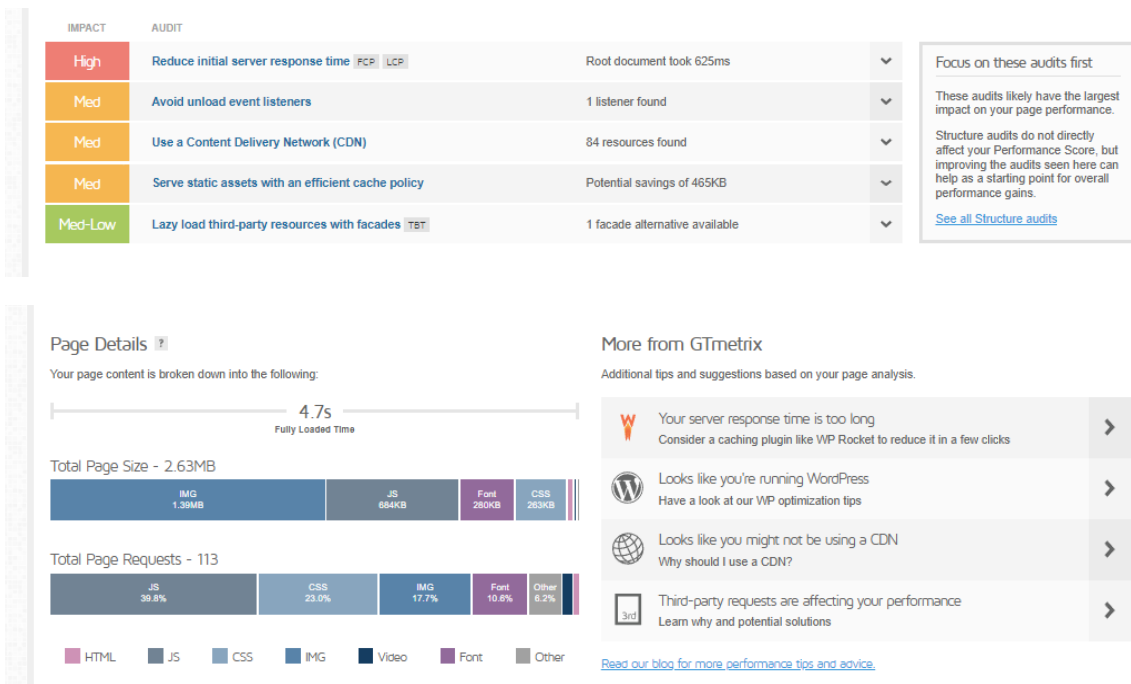 IMPACT AUDIT
High Reduce initial server response time FCP LCP Root document took 625ms
Med Avoid unload event listeners 1 listener found
Med Use a Content Delivery Network (CDN) 84 resources found
Med Serve static assets with an efficient cache policy Potential savings of 465KB
Med-Low Lazy load third-party resources with facades TBT 1 facade alternative available
Focus on these audits first
These audits likely have the largest
impact on your page performance.
Structure audits do not directly
affect your Performance Score, but
improving the audits seen here can
help as a starting point for overall
performance gains.
See all Structure audits
Page Details ?
Your page content is broken down into the following:
4.7s
Fully Loaded Time
Total Page Size - 2.63MB
IMG JS Font CSS
1.39MB 684KB 280KB 263KB
Total Page Requests - 113
JS CSS IMG Font Other
39.8% 23.0% 17.7% 10.6% 6.2%
HTML JS CSS IMG Video Font Other
More from GTmetrix
Additional tips and suggestions based on your page analysis.
Your server response time is too long
Consider a caching plugin like WP Rocket to reduce it in a few clicks
Looks like you're running WordPress
Have a look at our WP optimization tips
Looks like you might not be using a CDN
Why should I use a CDN?
3rd
Third-party requests are affecting your performance
Learn why and potential solutions
Read our blog for more performance tips and advice.